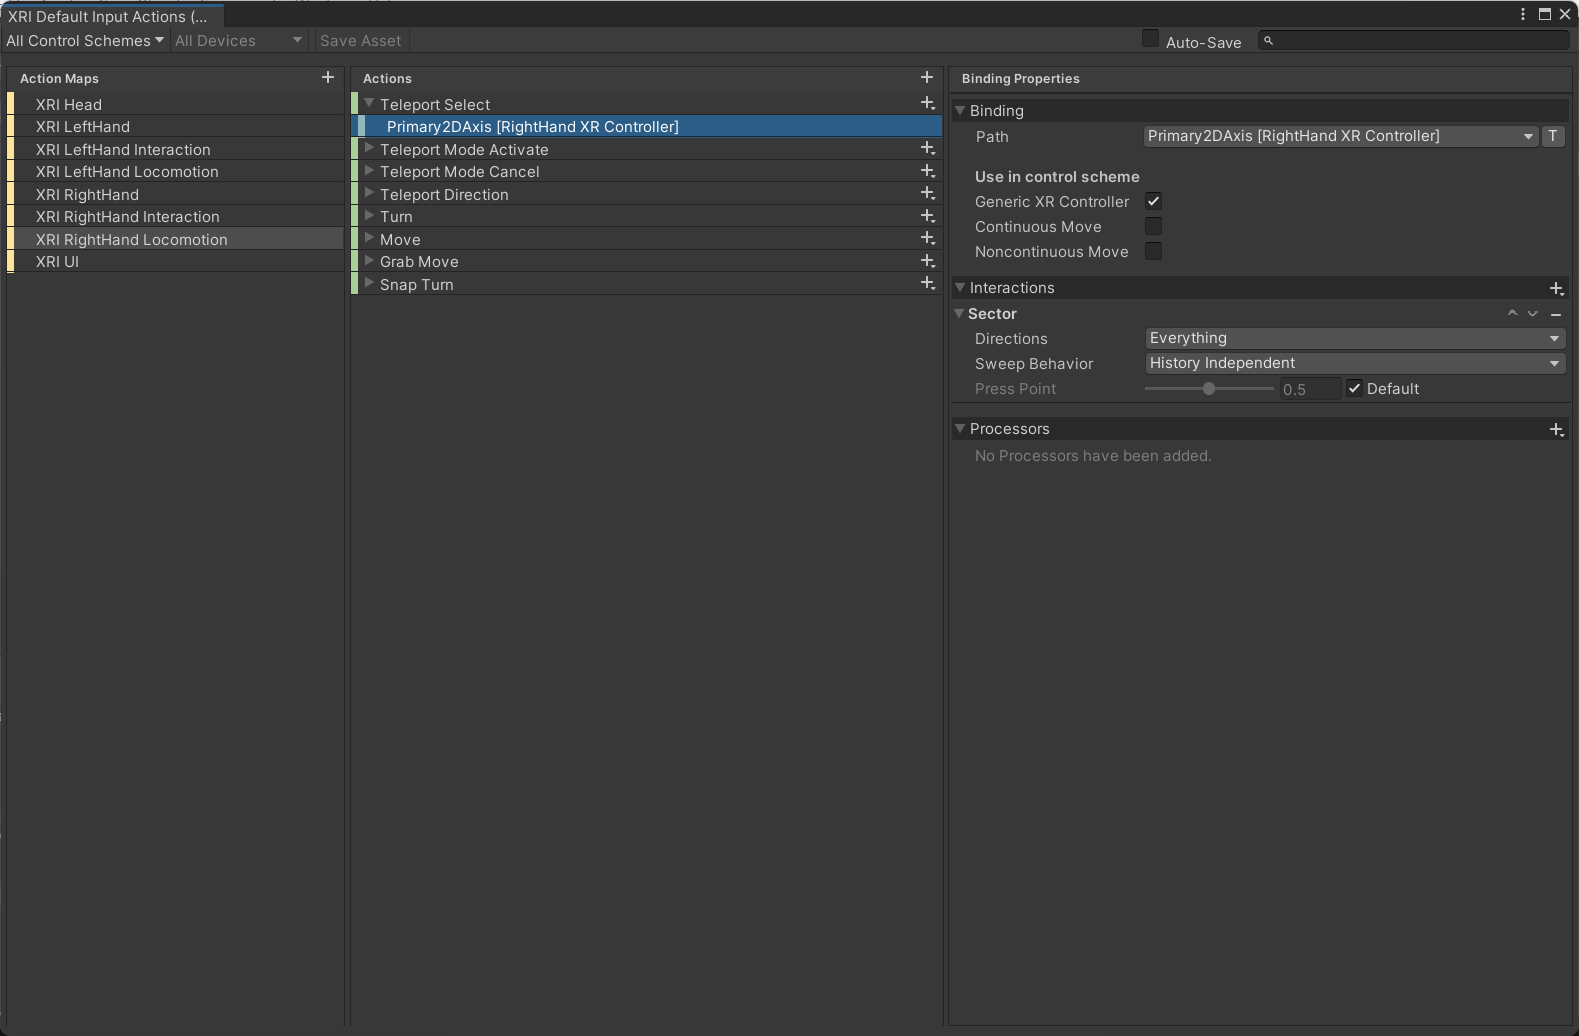 XRI Default Input Actions (...
All Control Schemes All Devices Save Asset Auto-Save
Action Maps
XRI Head
XRI LeftHand
XRI LeftHand Interaction
XRI LeftHand Locomotion
XRI RightHand
XRI RightHand Interaction
XRI RightHand Locomotion
XRI UI
Actions
Teleport Select
Primary2DAxis [RightHand XR Controller]
Teleport Mode Activate
Teleport Mode Cancel
Teleport Direction
Turn
Move
Grab Move
Snap Turn
Binding Properties
Binding
Path Primary2DAxis [RightHand XR Controller] T
Use in control scheme
Generic XR Controller
Continuous Move
Noncontinuous Move
Interactions
Sector
Directions Everything
Sweep Behavior History Independent
Press Point 0.5 Default
Processors
No Processors have been added.